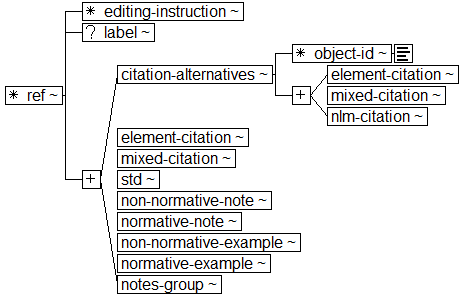 * editing-instruction ~
? label ~
* object-id ~
citation-alternatives ~
element-citation ~
* ref ~
+
mixed-citation ~
nlm-citation ~
element-citation ~
mixed-citation ~
+
std ~
non-normative-note ~
normative-note ~
non-normative-example ~
normative-example ~
notes-group ~